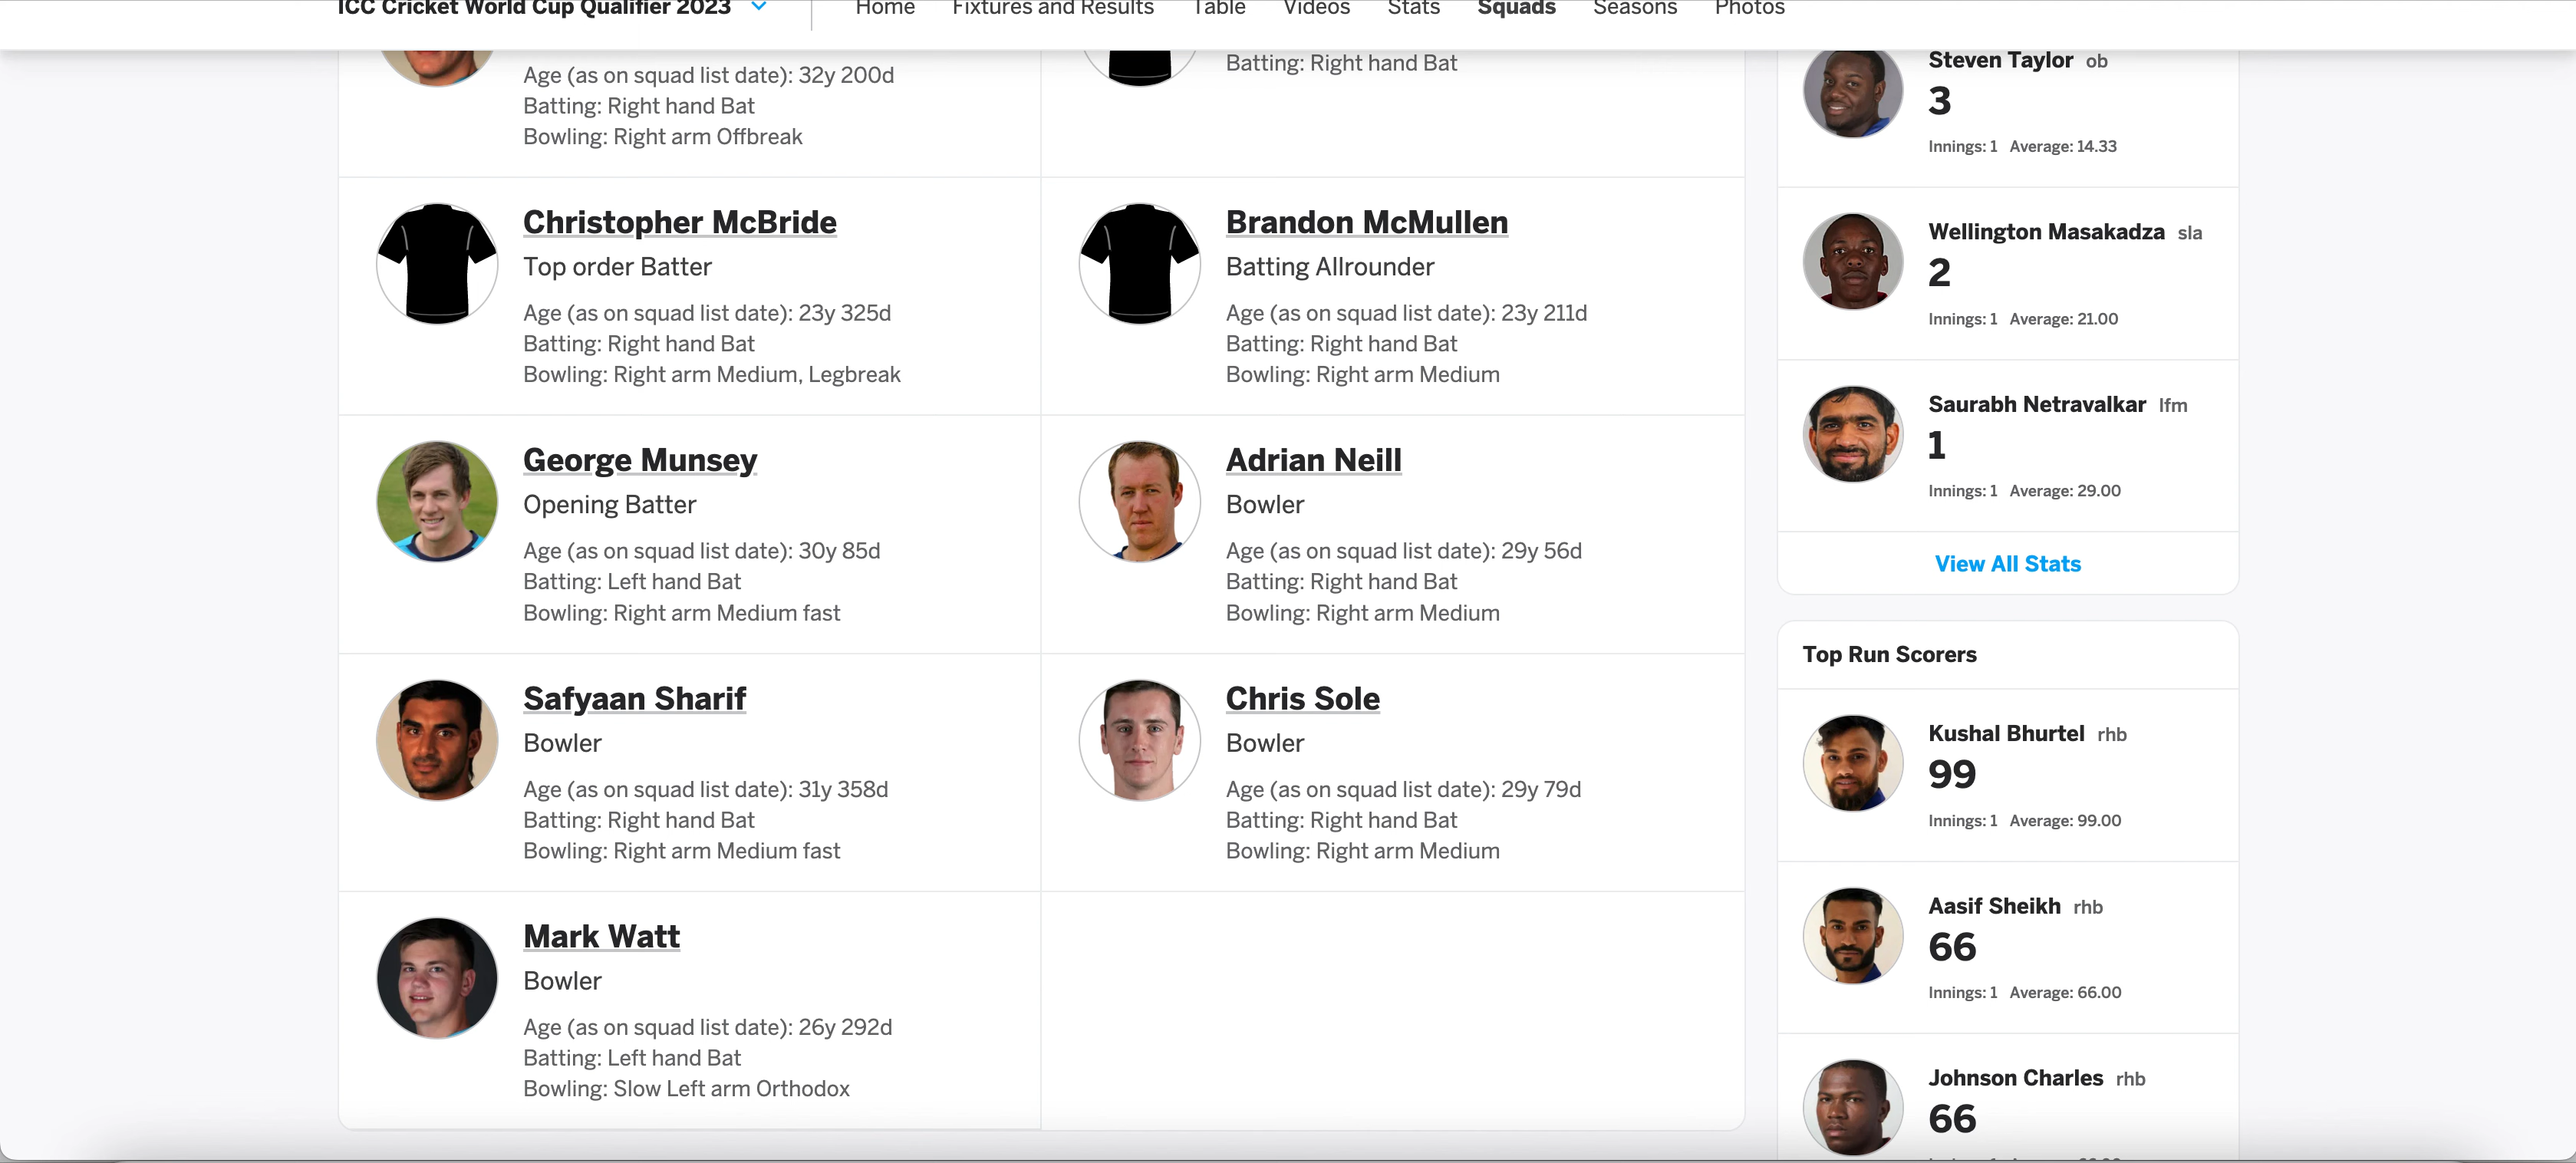 ICC Cricket World Cup Qualifier 2023
Home Fixtures and Results Table Videos Stats Squads Seasons Photos
Age (as on squad list date): 32y 200d
Batting: Right hand Bat
Bowling: Right arm Offbreak
Batting: Right hand Bat
Christopher McBride
Top order Batter
Age (as on squad list date): 23y 325d
Batting: Right hand Bat
Bowling: Right arm Medium, Legbreak
Brandon McMullen
Batting Allrounder
Age (as on squad list date): 23y 211d
Batting: Right hand Bat
Bowling: Right arm Medium
George Munsey
Opening Batter
Age (as on squad list date): 30y 85d
Batting: Left hand Bat
Bowling: Right arm Medium fast
Adrian Neill
Bowler
Age (as on squad list date): 29y 56d
Batting: Right hand Bat
Bowling: Right arm Medium
Safyaan Sharif
Bowler
Age (as on squad list date): 31y 358d
Batting: Right hand Bat
Bowling: Right arm Medium fast
Chris Sole
Bowler
Age (as on squad list date): 29y 79d
Batting: Right hand Bat
Bowling: Right arm Medium
Mark Watt
Bowler
Age (as on squad list date): 26y 292d
Batting: Left hand Bat
Bowling: Slow Left arm Orthodox
Steven Taylor ob
3
Innings: 1 Average: 14.33
Wellington Masakadza sla
2
Innings: 1 Average: 21.00
Saurabh Netravalkar lfm
1
Innings: 1 Average: 29.00
View All Stats
Top Run Scorers
Kushal Bhurtel rhb
99
Innings: 1 Average: 99.00
Aasif Sheikh rhb
66
Innings: 1 Average: 66.00
Johnson Charles rhb
66